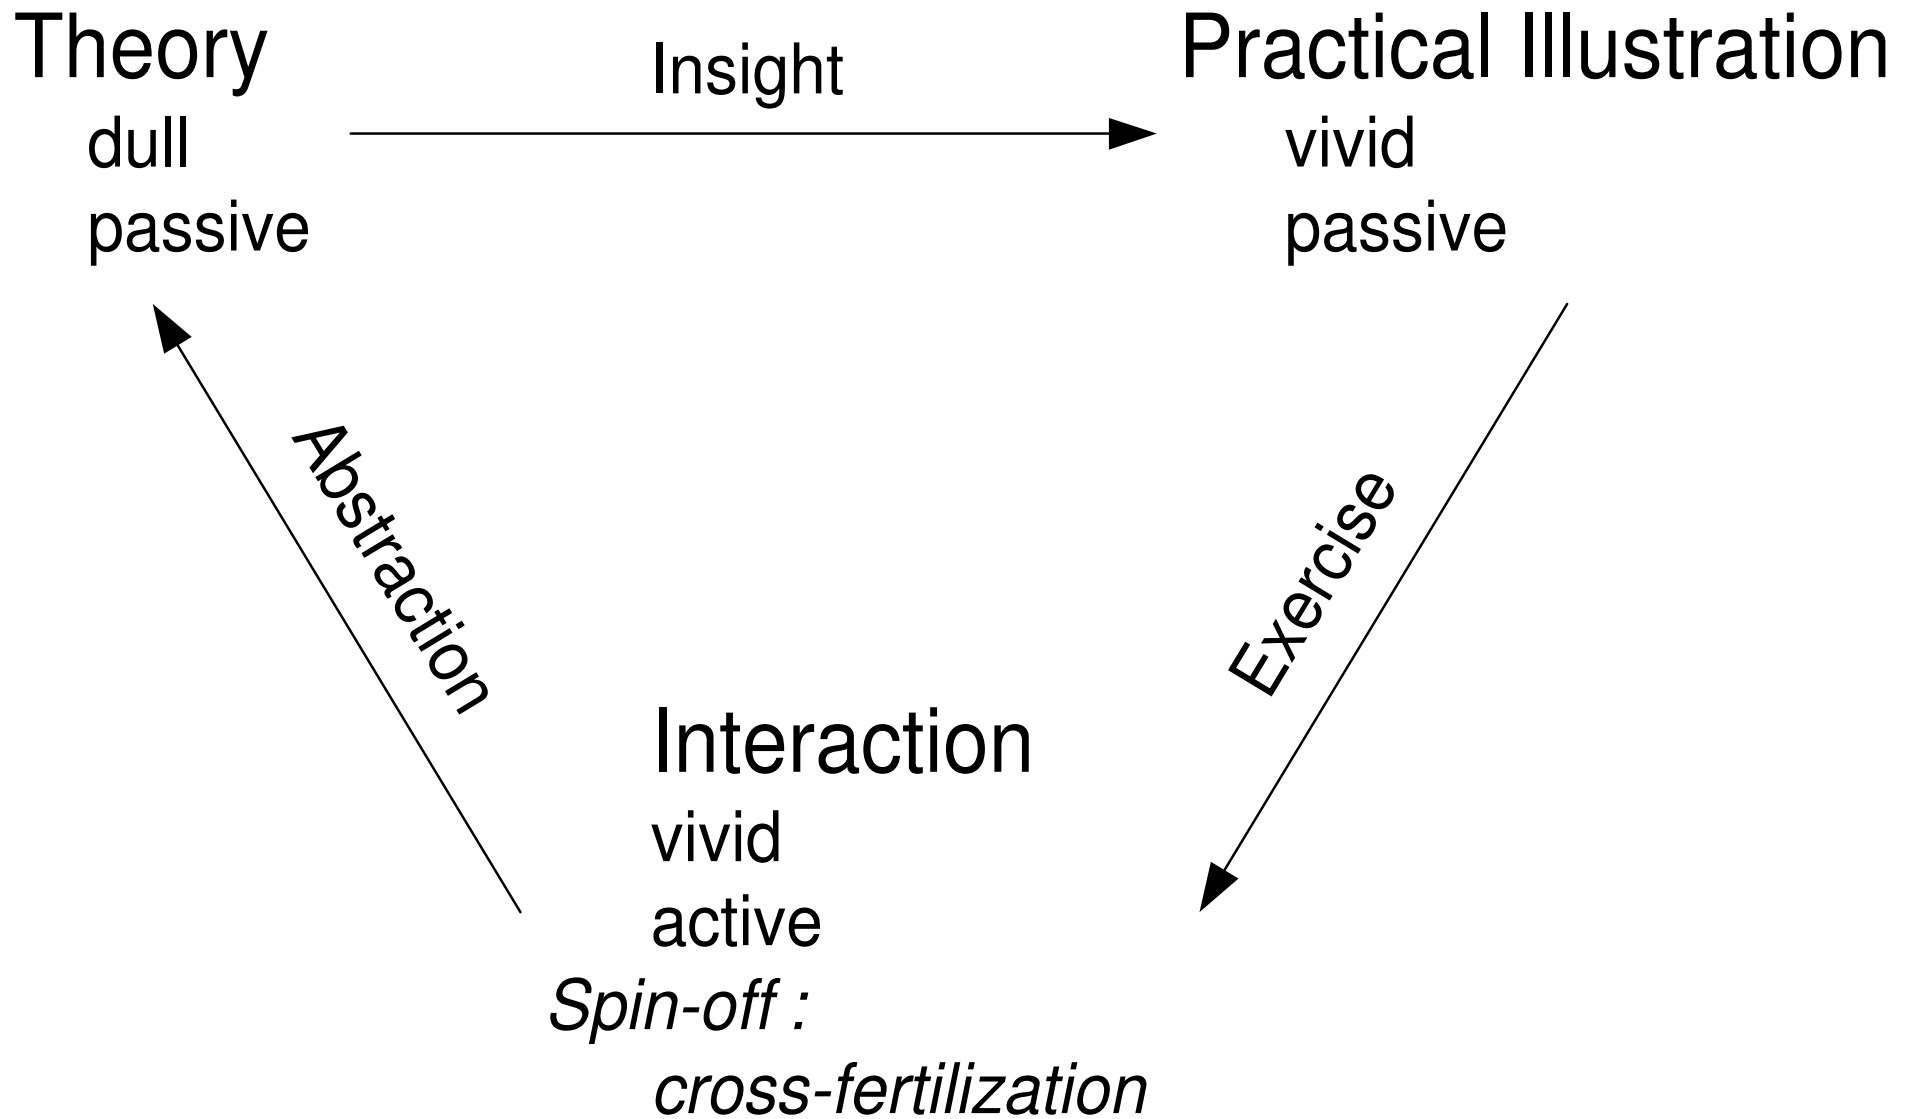 Theory
dull
passive
Insight
Practical Illustration
vivid
passive
Abstraction
Exercise
Interaction
vivid
active
Spin-off :
cross-fertilization